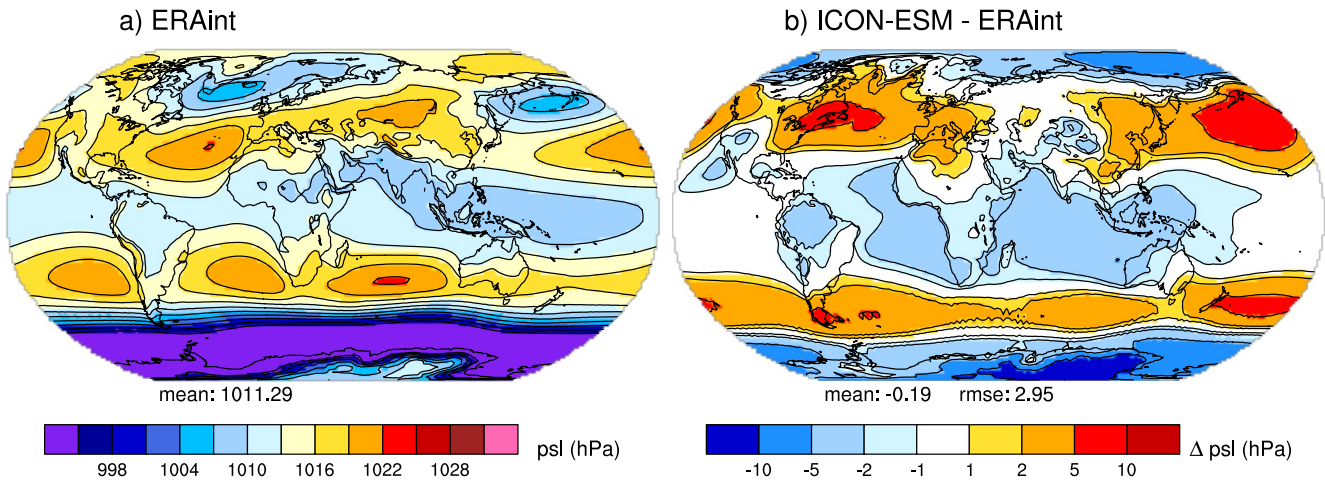 a) ERAint
b) ICON-ESM - ERAint
mean: 1011.29
mean: -0.19 rmse: 2.95
998 1004 1010 1016 1022 1028
psl (hPa)
-10 -5 -2 -1 1 2 5 10
Δ psl (hPa)